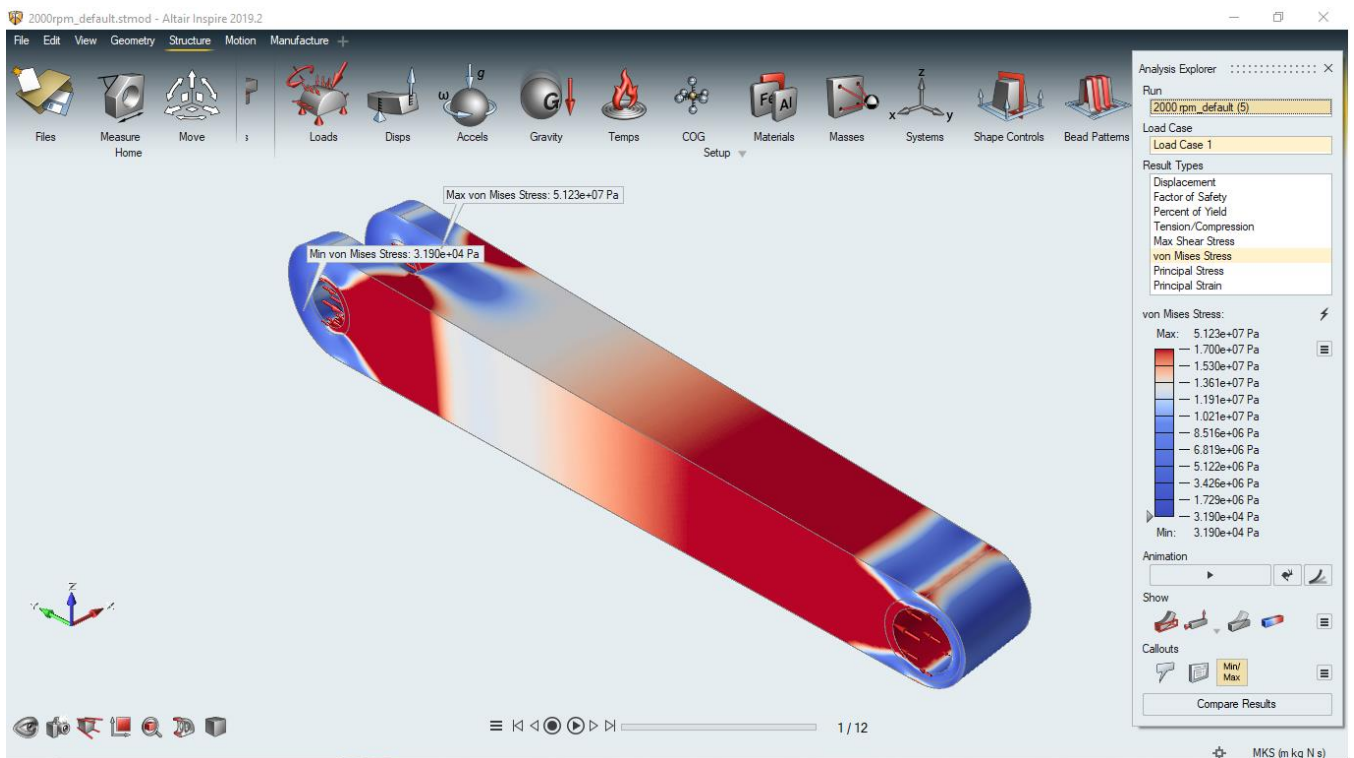 2000rpm_default.stmod - Altair Inspire 2019.2
File Edit View Geometry Structure Motion Manufacture +
Files Measure Move s Loads Disps Accels Gravity Temps COG Materials Masses Systems Shape Controls Bead Patterns
Home Setup
g
ω
G
Fe Al
z
x y
Analysis Explorer
Run
2000 rpm_default (5)
Load Case
Load Case 1
Result Types
Displacement
Factor of Safety
Percent of Yield
Tension/Compression
Max Shear Stress
von Mises Stress
Principal Stress
Principal Strain
von Mises Stress:
Max: 5.123e+07 Pa
1.700e+07 Pa
1.530e+07 Pa
1.361e+07 Pa
1.191e+07 Pa
1.021e+07 Pa
8.516e+06 Pa
6.819e+06 Pa
5.122e+06 Pa
3.426e+06 Pa
1.729e+06 Pa
3.190e+04 Pa
Min: 3.190e+04 Pa
Animation
Show
Callouts
Min/
Max
Compare Results
Max von Mises Stress: 5.123e+07 Pa
Min von Mises Stress: 3.190e+04 Pa
Z
Y X
1 / 12
MKS (m kg N s)